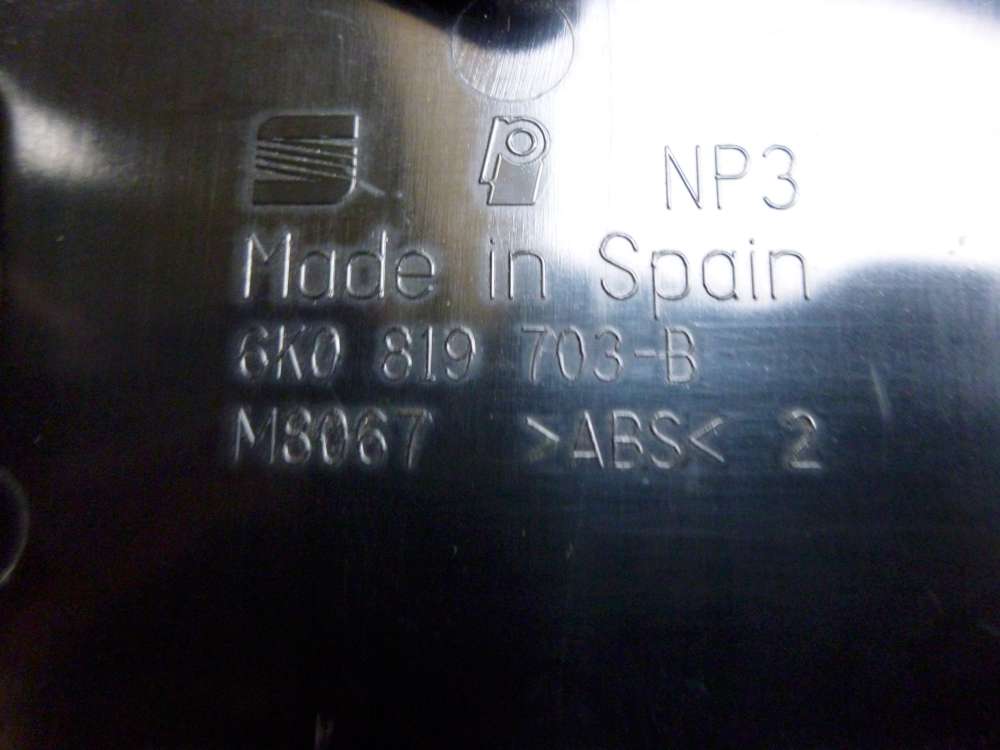 NP3
Made in Spain
6K0 819 703-B
M8067 >ABS< 2